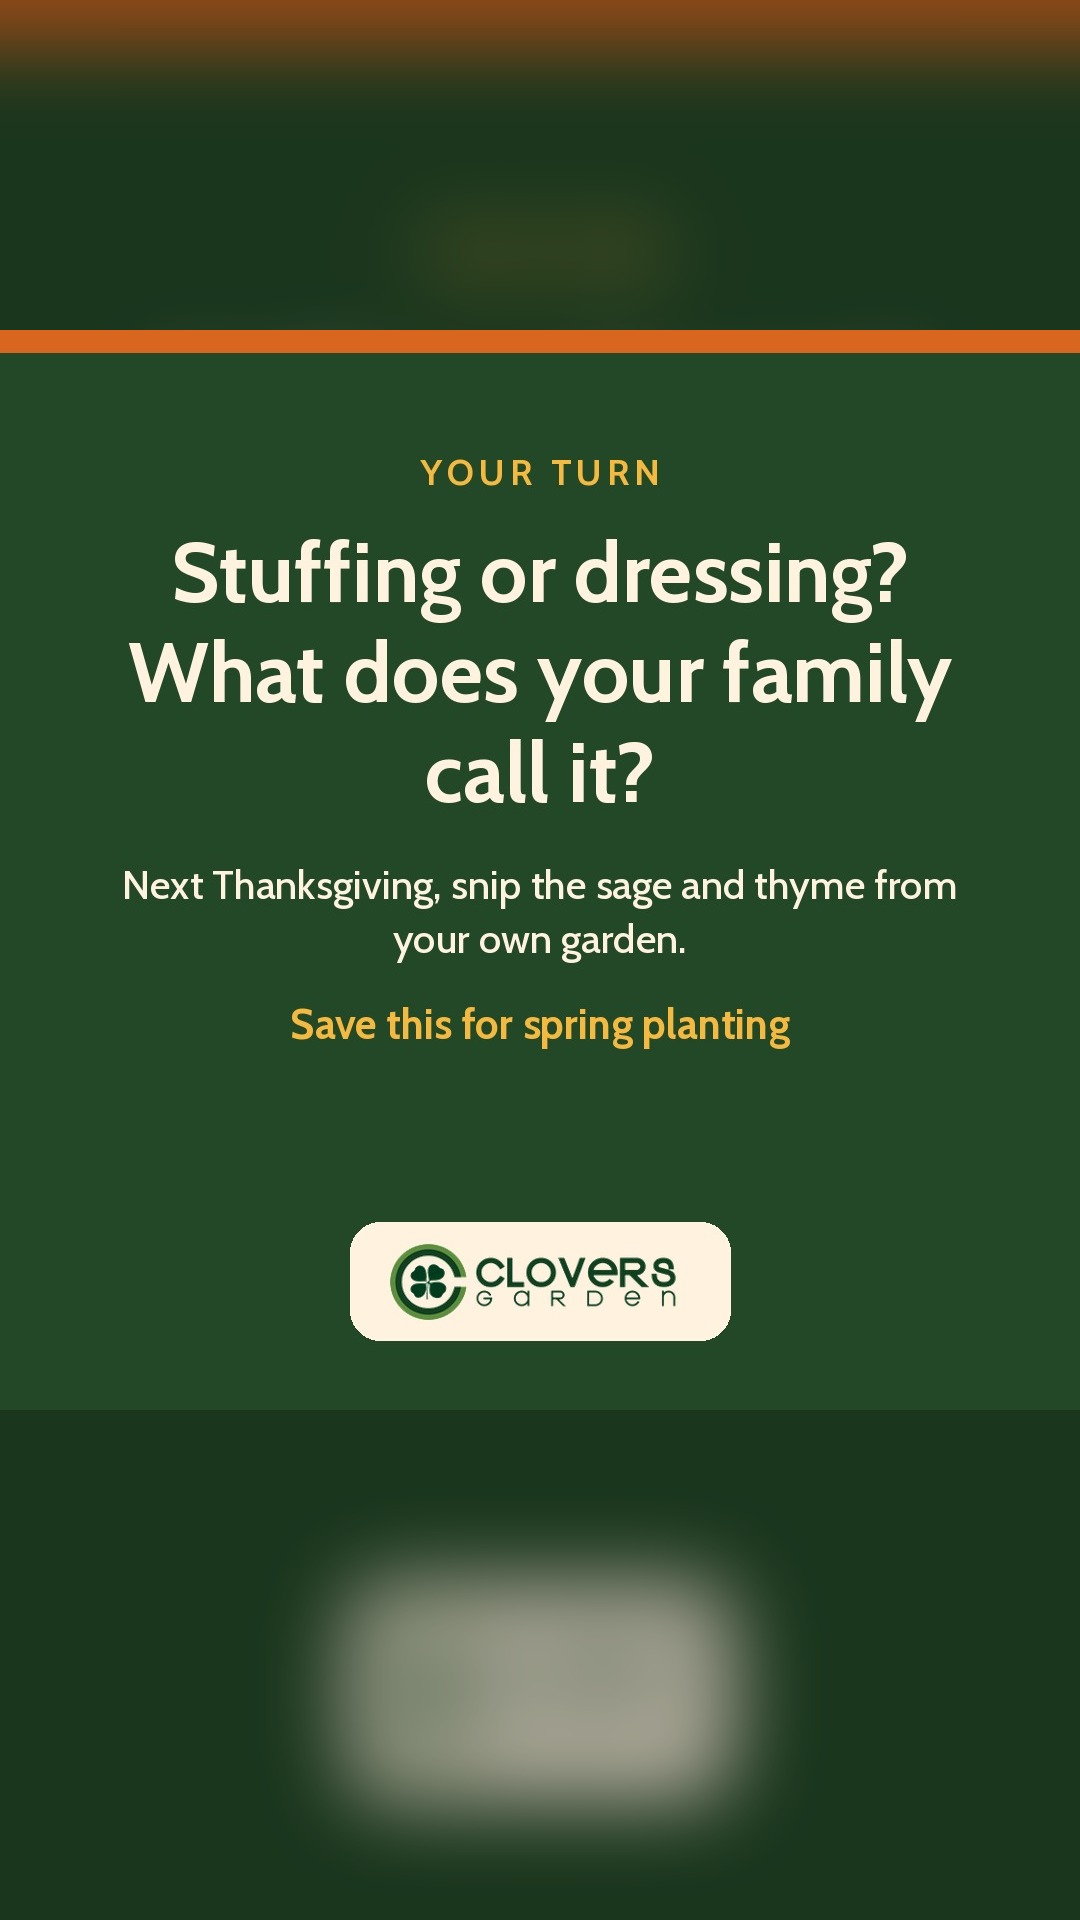 YOUR TURN
Stuffing or dressing?
What does your family
call it?
Next Thanksgiving, snip the sage and thyme from
your own garden.
Save this for spring planting
CLOVERS
GARDEN